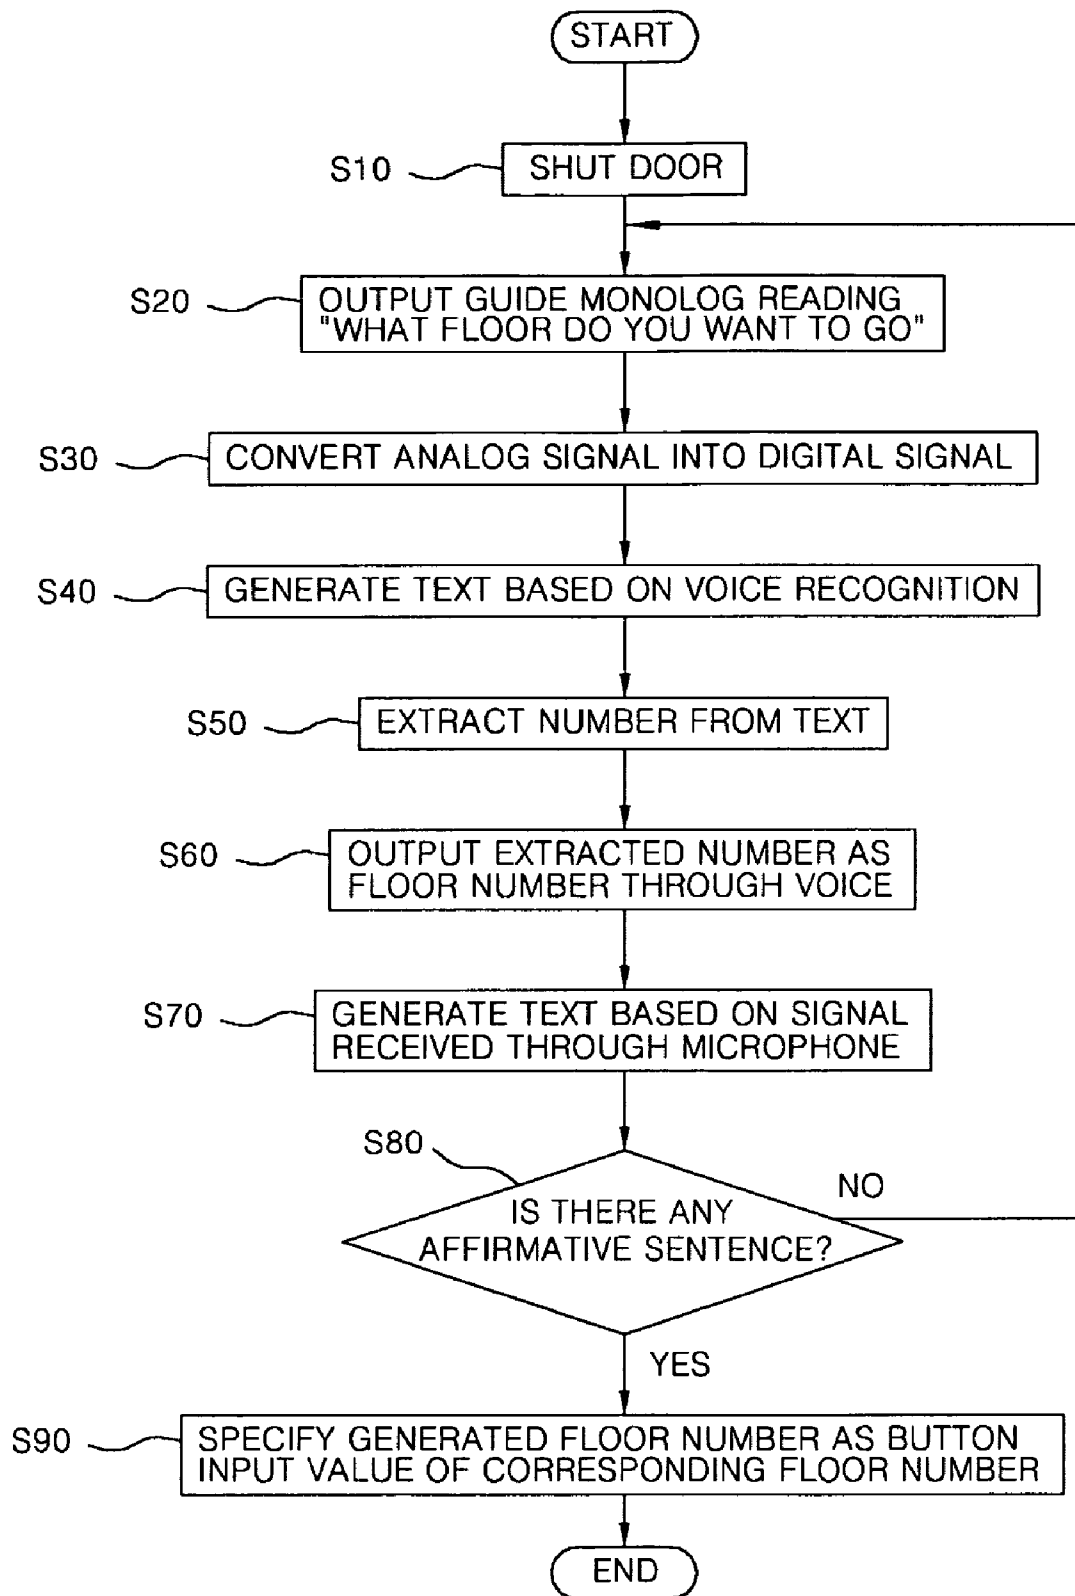 START
S10
SHUT DOOR
S20
OUTPUT GUIDE MONOLOG READING
"WHAT FLOOR DO YOU WANT TO GO"
S30
CONVERT ANALOG SIGNAL INTO DIGITAL SIGNAL
S40
GENERATE TEXT BASED ON VOICE RECOGNITION
S50
EXTRACT NUMBER FROM TEXT
S60
OUTPUT EXTRACTED NUMBER AS
FLOOR NUMBER THROUGH VOICE
S70
GENERATE TEXT BASED ON SIGNAL
RECEIVED THROUGH MICROPHONE
S80
IS THERE ANY
AFFIRMATIVE SENTENCE?
NO
YES
S90
SPECIFY GENERATED FLOOR NUMBER AS BUTTON
INPUT VALUE OF CORRESPONDING FLOOR NUMBER
END